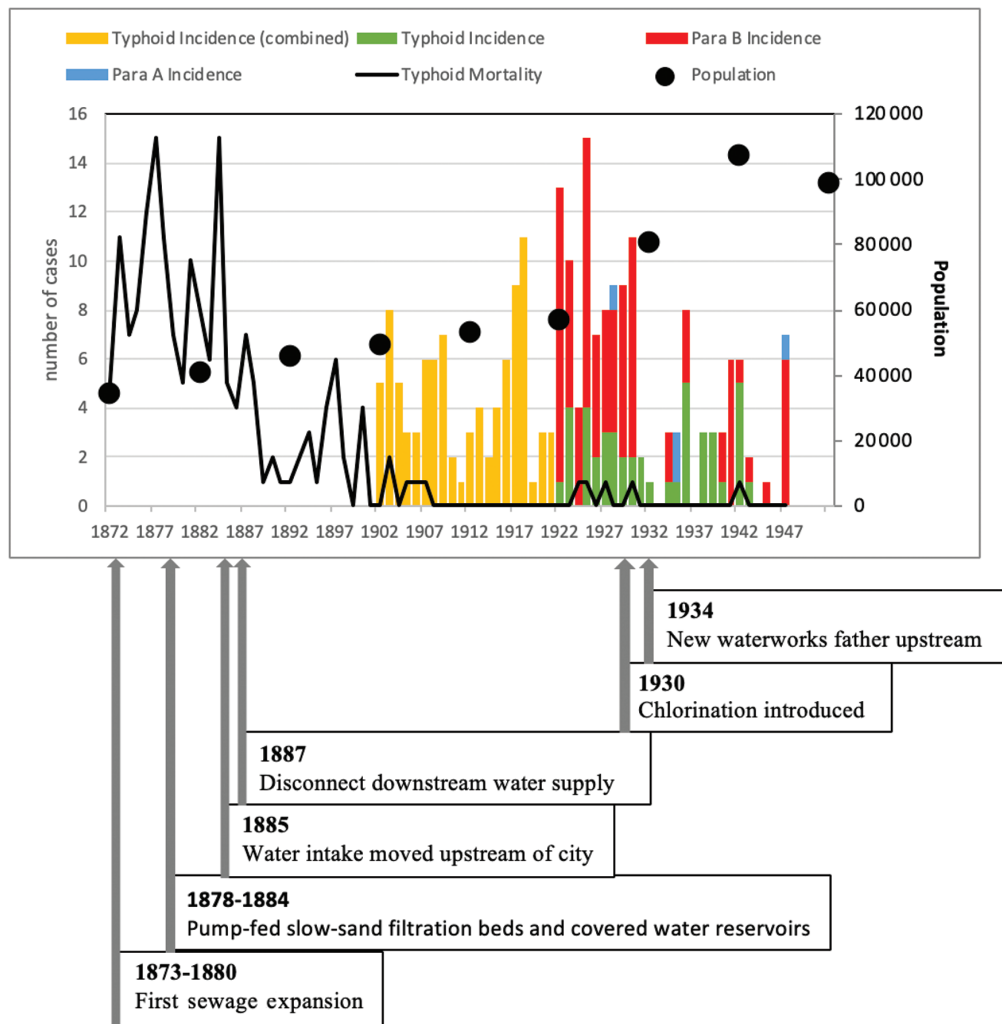 Typhoid Incidence (combined) Typhoid Incidence Para B Incidence
Para A Incidence Typhoid Mortality Population
16 120 000
14 100 000
12
10 80 000
8 60 000
6 40 000
4
2 20 000
0 0
number of cases
Population
1872 1877 1882 1887 1892 1897 1902 1907 1912 1917 1922 1927 1932 1937 1942 1947
1934
New waterworks father upstream
1930
Chlorination introduced
1887
Disconnect downstream water supply
1885
Water intake moved upstream of city
1878-1884
Pump-fed slow-sand filtration beds and covered water reservoirs
1873-1880
First sewage expansion